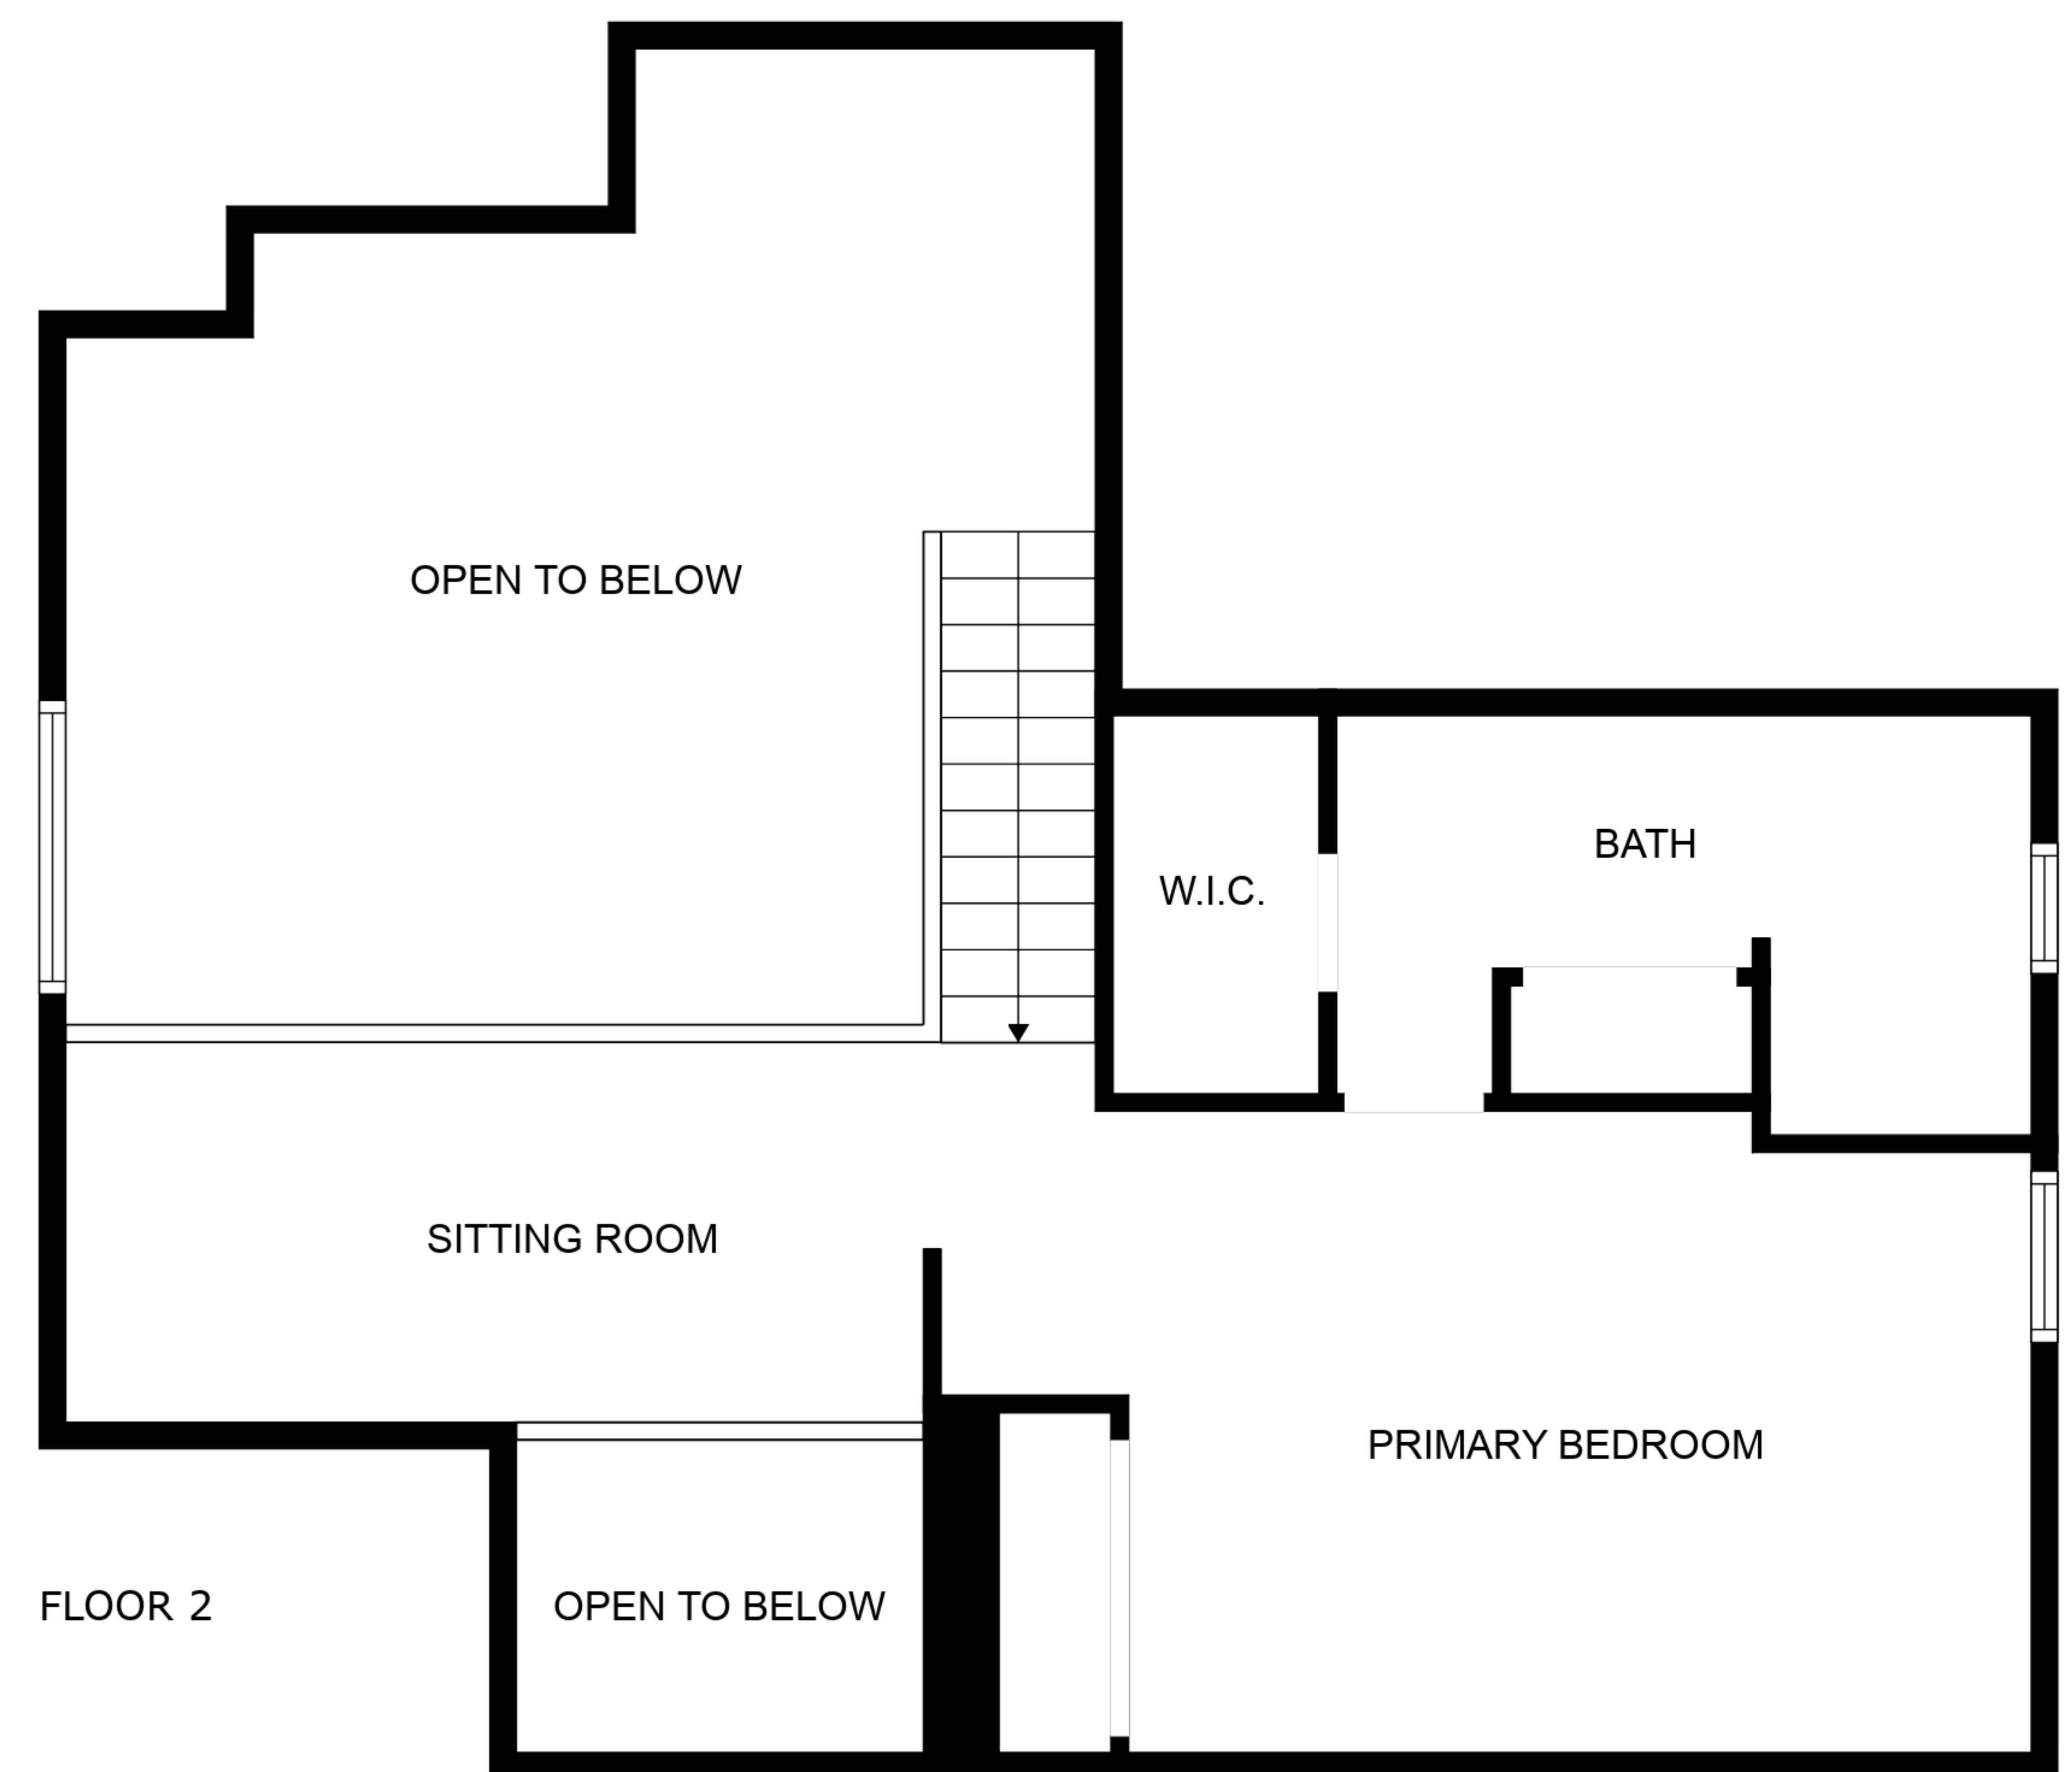 OPEN TO BELOW
BATH
W.I.C.
SITTING ROOM
PRIMARY BEDROOM
FLOOR 2
OPEN TO BELOW